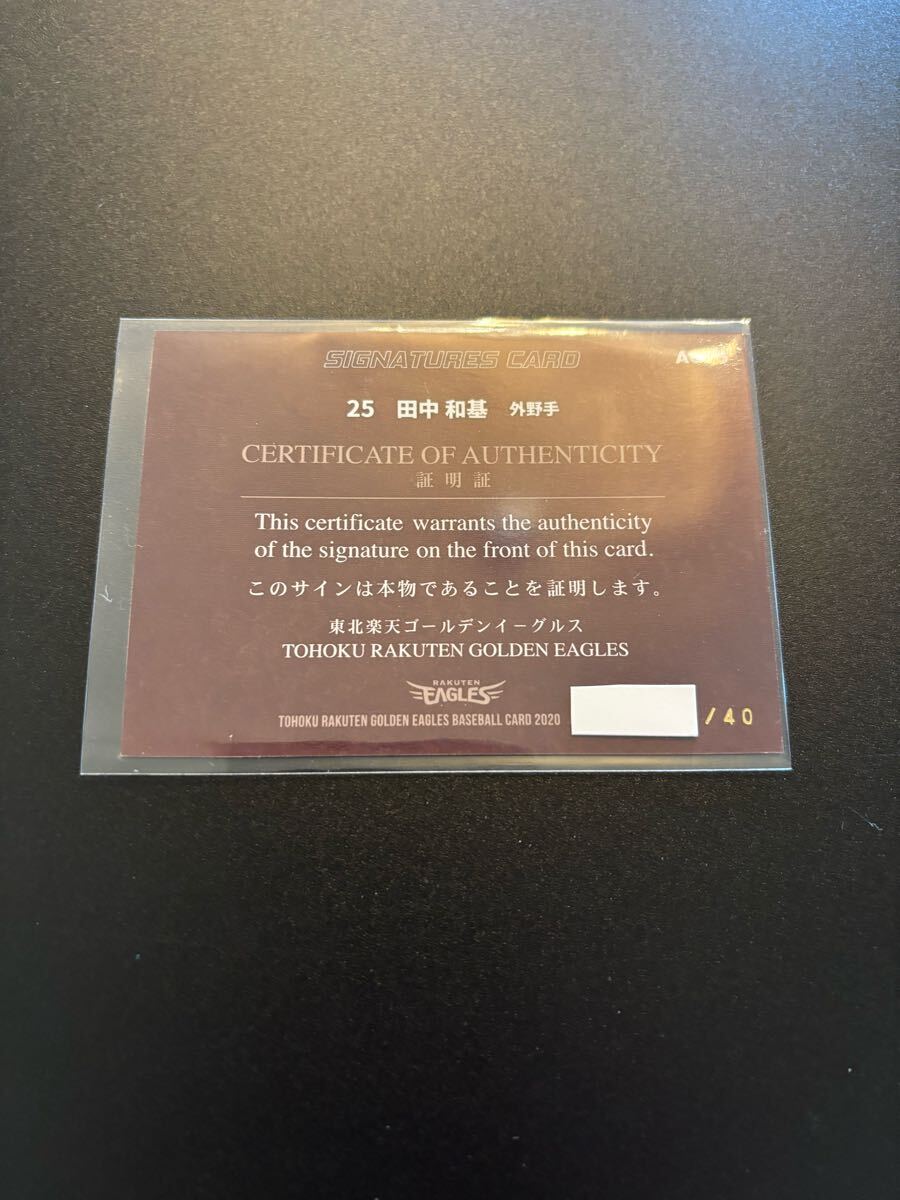 SIGNATURES CARD
25 田中 和基 外野手
CERTIFICATE OF AUTHENTICITY
証明証
This certificate warrants the authenticity
of the signature on the front of this card.
このサインは本物であることを証明します。
東北楽天ゴールデンイーグルス
TOHOKU RAKUTEN GOLDEN EAGLES
RAKUTEN
EAGLES
TOHOKU RAKUTEN GOLDEN EAGLES BASEBALL CARD 2020
/40